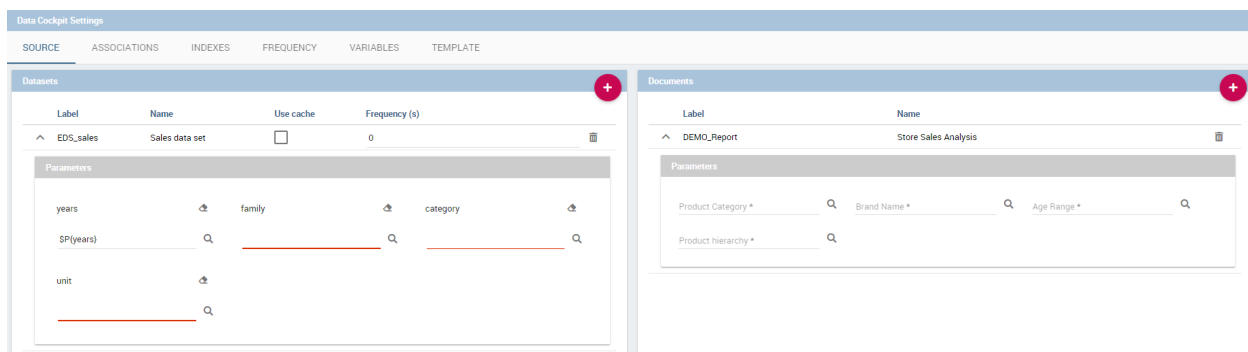 Data Cockpit Settings
SOURCE ASSOCIATIONS INDEXES FREQUENCY VARIABLES TEMPLATE
Datasets
Label Name Use cache Frequency (s)
EDS_sales Sales data set 0
Parameters
years family category
$P{years}
unit
Documents
Label Name
DEMO_Report Store Sales Analysis
Parameters
Product Category * Brand Name * Age Range *
Product hierarchy *